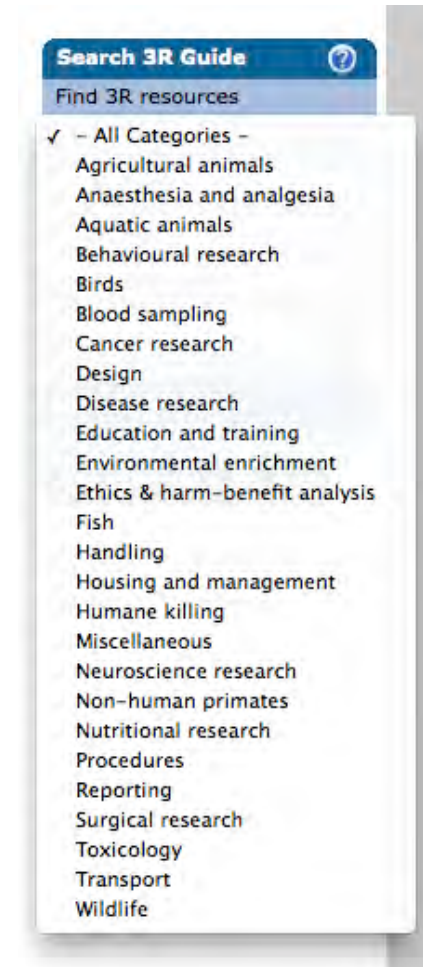 Search 3R Guide ?
Find 3R resources
✓ – All Categories –
Agricultural animals
Anaesthesia and analgesia
Aquatic animals
Behavioural research
Birds
Blood sampling
Cancer research
Design
Disease research
Education and training
Environmental enrichment
Ethics & harm–benefit analysis
Fish
Handling
Housing and management
Humane killing
Miscellaneous
Neuroscience research
Non–human primates
Nutritional research
Procedures
Reporting
Surgical research
Toxicology
Transport
Wildlife